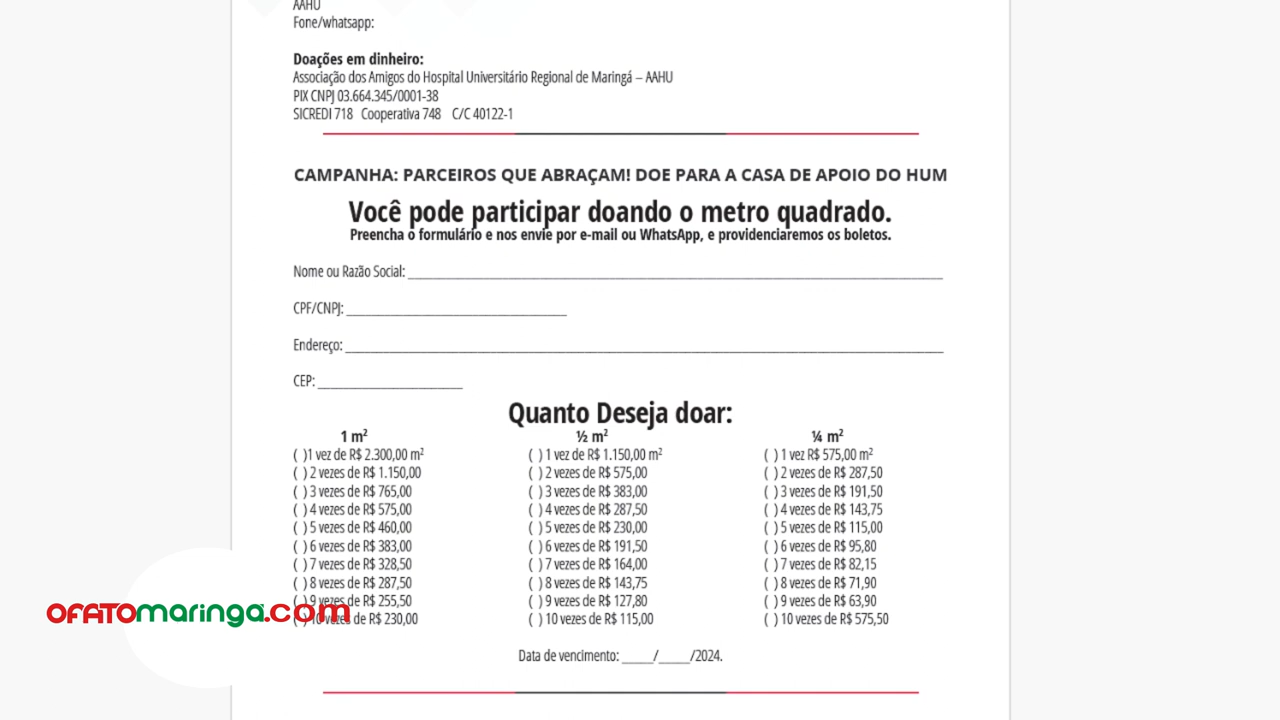 AAHU
Fone/whatsapp:
Doações em dinheiro:
Associação dos Amigos do Hospital Universitário Regional de Maringá – AAHU
PIX CNPJ 03.664.345/0001-38
SICREDI 718 Cooperativa 748 C/C 40122-1
CAMPANHA: PARCEIROS QUE ABRAÇAM! DOE PARA A CASA DE APOIO DO HUM
Você pode participar doando o metro quadrado.
Preencha o formulário e nos envie por e-mail ou WhatsApp, e providenciaremos os boletos.
Nome ou Razão Social: ____________________
CPF/CNPJ: ____________________
Endereço: ____________________
CEP: ____________________
Quanto Deseja doar:
1 m² ½ m² ¼ m²
( )1 vez de R$ 2.300,00 m² ( ) 1 vez de R$ 1.150,00 m² ( ) 1 vez R$ 575,00 m²
( ) 2 vezes de R$ 1.150,00 ( ) 2 vezes de R$ 575,00 ( ) 2 vezes de R$ 287,50
( ) 3 vezes de R$ 765,00 ( ) 3 vezes de R$ 383,00 ( ) 3 vezes de R$ 191,50
( ) 4 vezes de R$ 575,00 ( ) 4 vezes de R$ 287,50 ( ) 4 vezes de R$ 143,75
( ) 5 vezes de R$ 460,00 ( ) 5 vezes de R$ 230,00 ( ) 5 vezes de R$ 115,00
( ) 6 vezes de R$ 383,00 ( ) 6 vezes de R$ 191,50 ( ) 6 vezes de R$ 95,80
( ) 7 vezes de R$ 328,50 ( ) 7 vezes de R$ 164,00 ( ) 7 vezes de R$ 82,15
( ) 8 vezes de R$ 287,50 ( ) 8 vezes de R$ 143,75 ( ) 8 vezes de R$ 71,90
( ) 9 vezes de R$ 255,50 ( ) 9 vezes de R$ 127,80 ( ) 9 vezes de R$ 63,90
( ) 10 vezes de R$ 230,00 ( ) 10 vezes de R$ 115,00 ( ) 10 vezes de R$ 575,50
OFATOmaringa.com
Data de vencimento: _____/_____/2024.